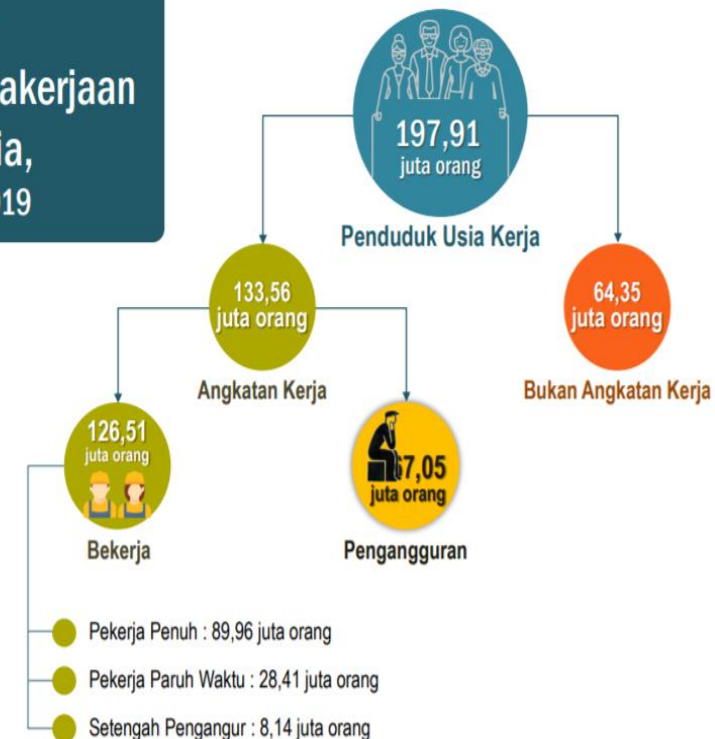 akerjaan
ia,
19
197,91
juta orang
Penduduk Usia Kerja
133,56
juta orang
Angkatan Kerja
64,35
juta orang
Bukan Angkatan Kerja
126,51
juta orang
Bekerja
7,05
juta orang
Pengangguran
Pekerja Penuh : 89,96 juta orang
Pekerja Paruh Waktu : 28,41 juta orang
Setengah Pengangur : 8,14 juta orang